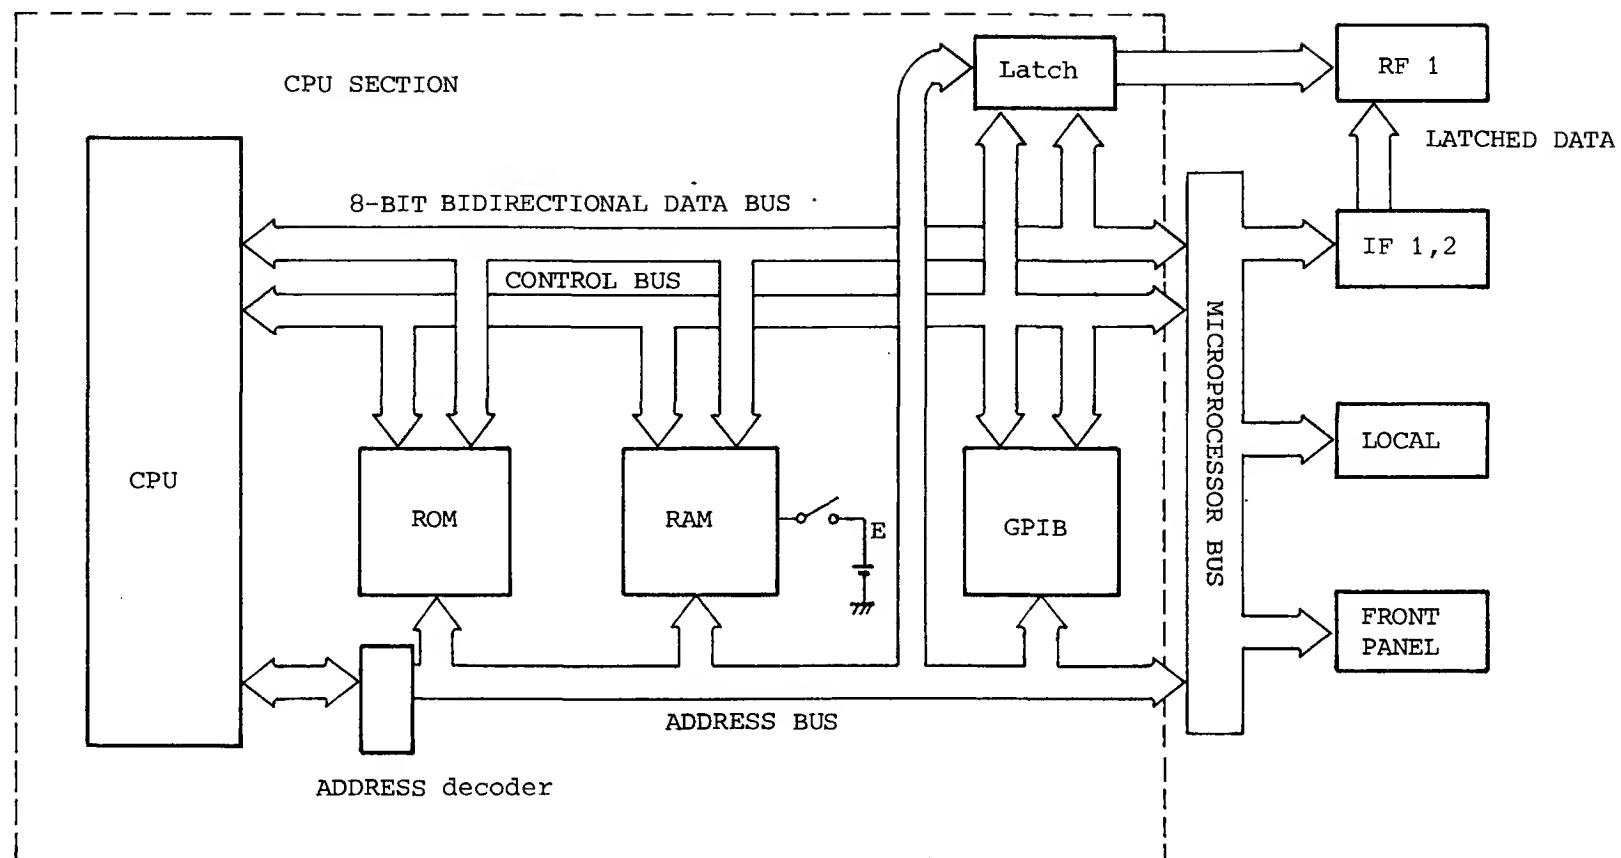 CPU SECTION
Latch
RF 1
LATCHED DATA
8-BIT BIDIRECTIONAL DATA BUS
IF 1,2
CONTROL BUS
MICROPROCESSOR BUS
LOCAL
CPU
ROM
RAM
E
GPIB
FRONT
PANEL
ADDRESS BUS
ADDRESS decoder